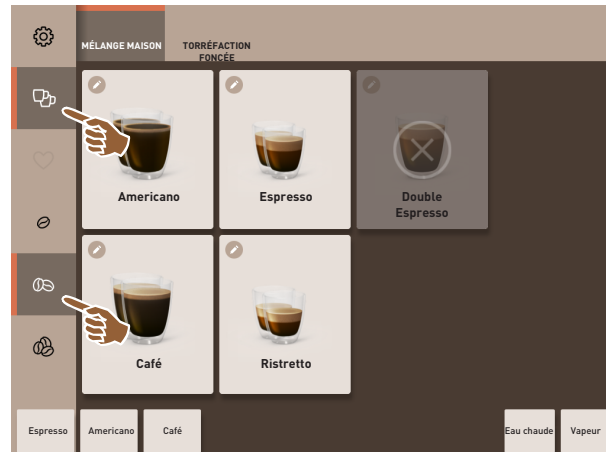 MÉLANGE MAISON
TORRÉFACTION
FONCÉE
Americano
Espresso
Double
Espresso
Café
Ristretto
Espresso
Americano
Café
Eau chaude
Vapeur